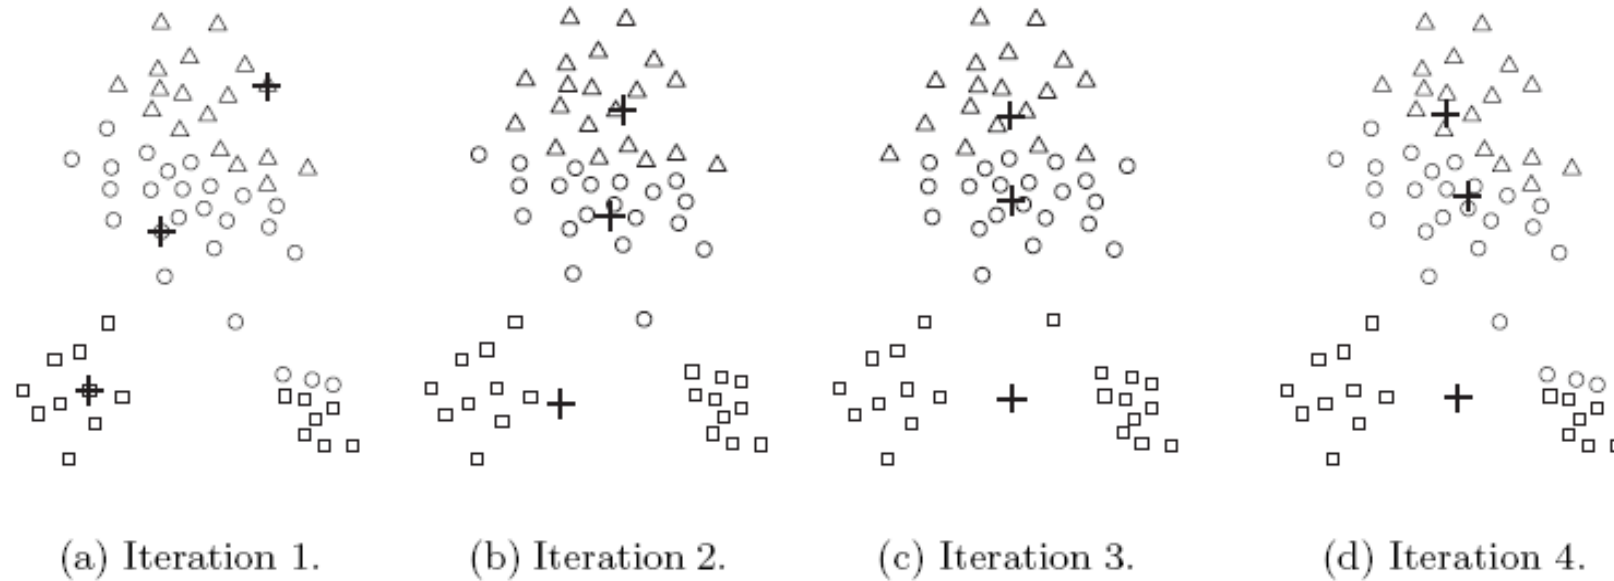 (a) Iteration 1.
(b) Iteration 2.
(c) Iteration 3.
(d) Iteration 4.